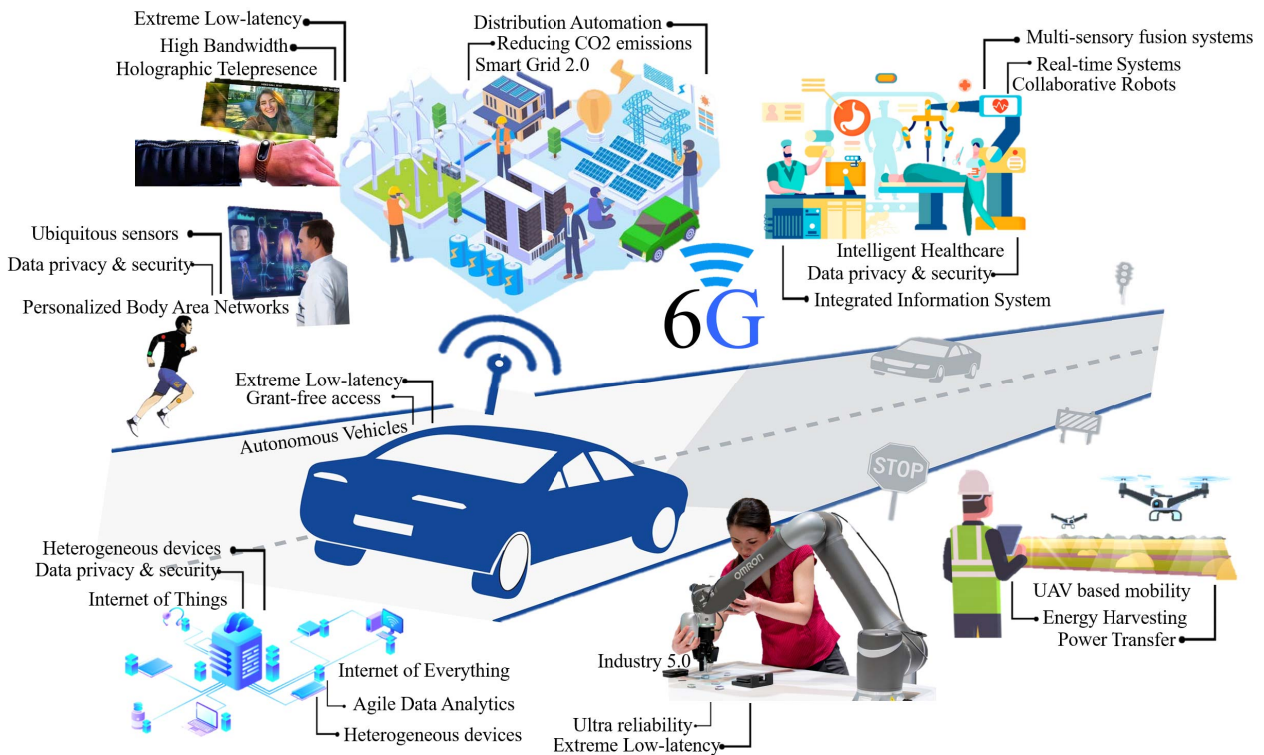 Extreme Low-latency
High Bandwidth
Holographic Telepresence
Distribution Automation
Reducing CO2 emissions
Smart Grid 2.0
Multi-sensory fusion systems
Real-time Systems
Collaborative Robots
Ubiquitous sensors
Data privacy & security
Personalized Body Area Networks
6G
Intelligent Healthcare
Data privacy & security
Integrated Information System
Extreme Low-latency
Grant-free access
Autonomous Vehicles
STOP
Heterogeneous devices
Data privacy & security
Internet of Things
Internet of Everything
Agile Data Analytics
Heterogeneous devices
OMRON
Industry 5.0
Ultra reliability
Extreme Low-latency
UAV based mobility
Energy Harvesting
Power Transfer